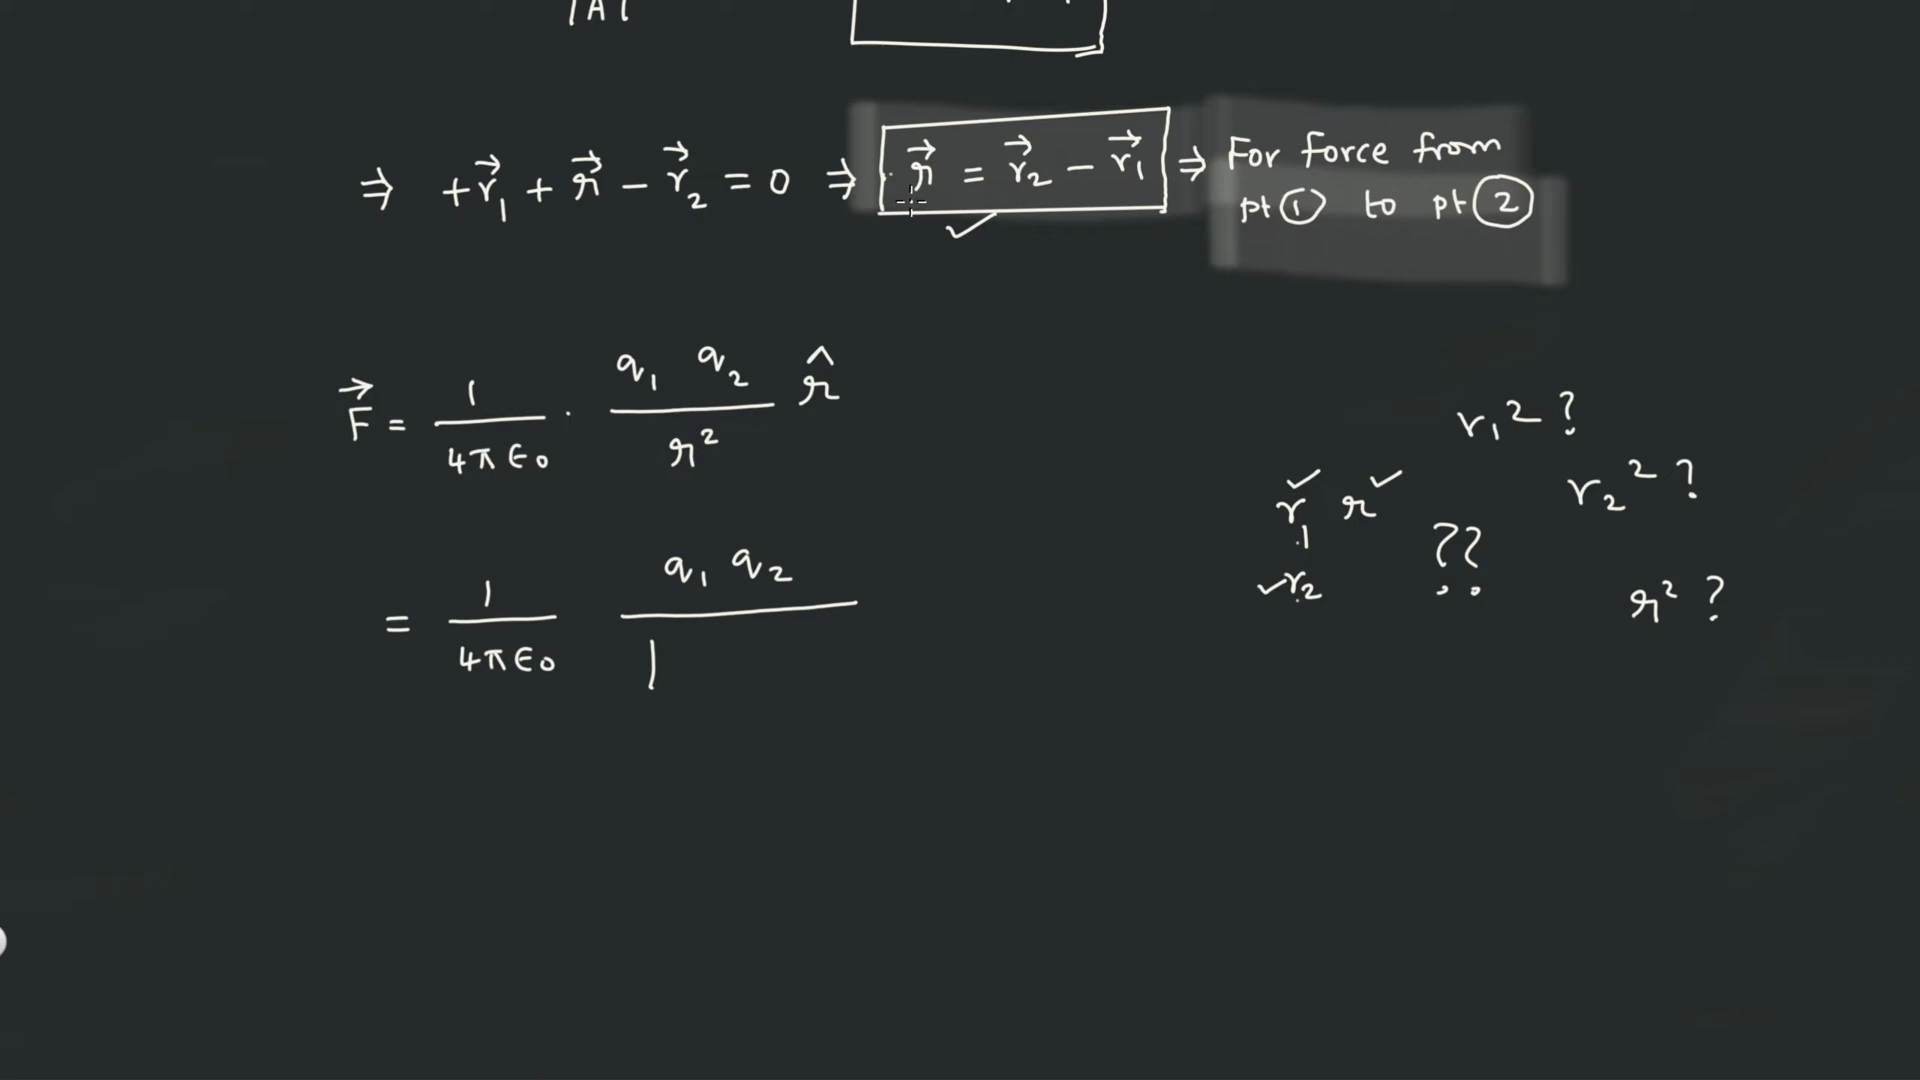 |A|
⇒ +r⃗₁ + r⃗ − r⃗₂ = 0 ⇒ r⃗ = r⃗₂ − r⃗₁ ⇒ For force from
pt ① to pt ②
F⃗ = 1/4πϵ₀ · q₁ q₂/r² r̂
r₁² ?
r₂² ?
r₁ r ??
r₂
r² ?
= 1/4πϵ₀ q₁ q₂/|